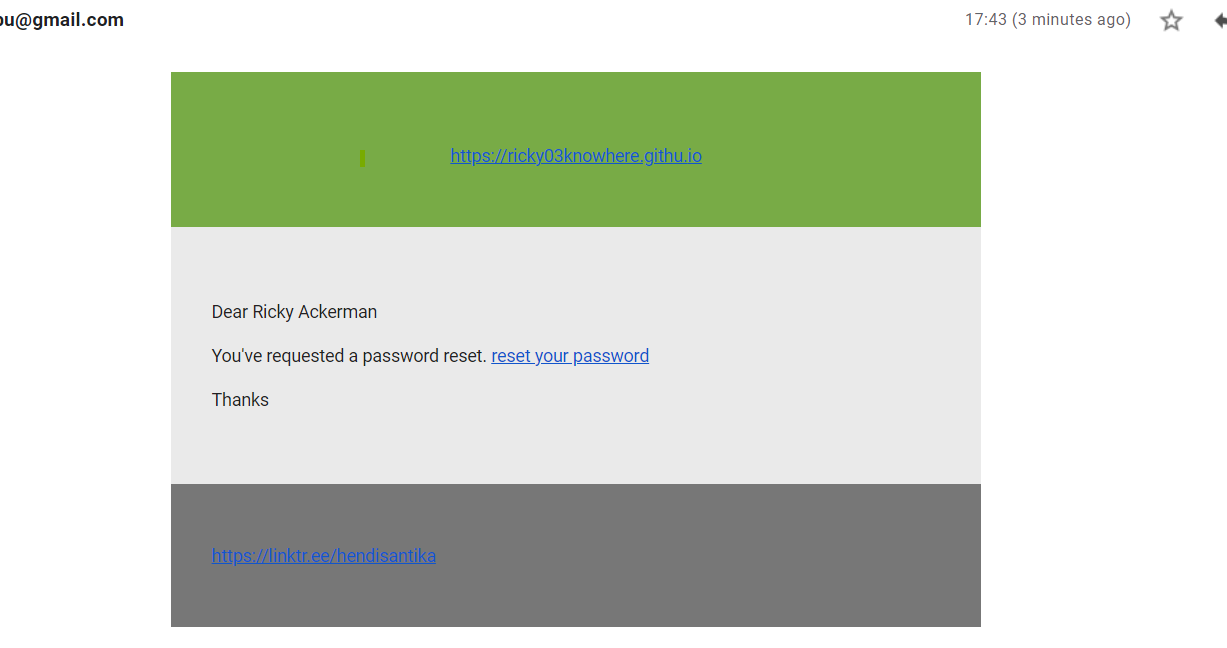 ou@gmail.com 17:43 (3 minutes ago)
https://ricky03knowhere.githu.io
Dear Ricky Ackerman
You've requested a password reset. reset your password
Thanks
https://linktr.ee/hendisantika